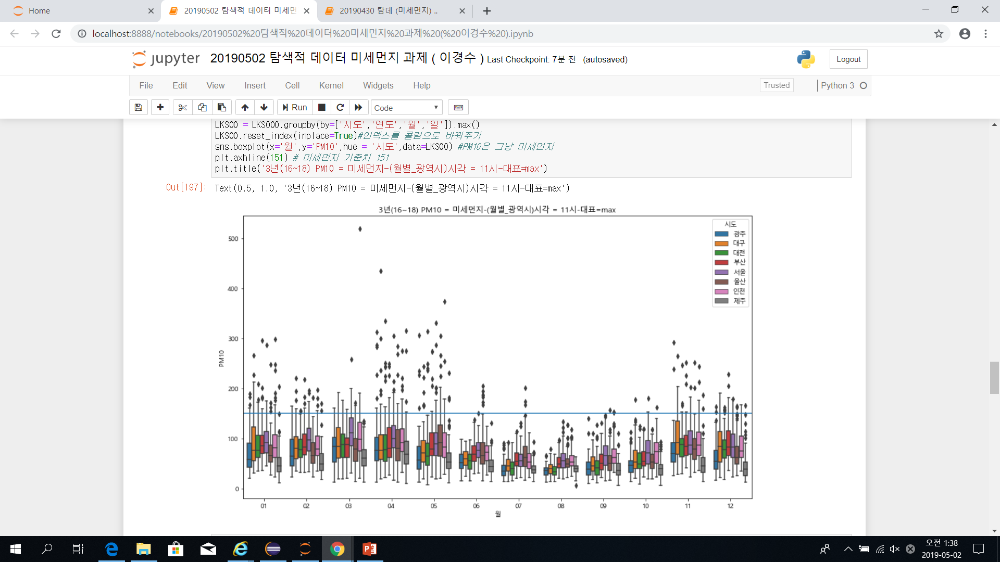 Home
20190502 탐색적 데이터 미세먼
20190430 탐데 (미세먼지) ..
localhost:8888/notebooks/20190502%20탐색적%20데이터%20미세먼지%20과제%20(%20이경수%20).ipynb
jupyter 20190502 탐색적 데이터 미세먼지 과제 ( 이경수 ) Last Checkpoint: 7분 전 (autosaved)
Logout
File Edit View Insert Cell Kernel Widgets Help
Trusted Python 3
Run Code
LKS00 = LKS000.groupby(by=['시도','연도','월','일']).max()
LKS00.reset_index(inplace=True)#인덱스를 콜럼으로 바꿔주기
sns.boxplot(x='월',y='PM10',hue = '시도',data=LKS00) #PM10은 그냥 미세먼지
plt.axhline(151) # 미세먼지 기준치 151
plt.title('3년(16~18) PM10 = 미세먼지-(월별_광역시)시각 = 11시-대표=max')
Out[197]: Text(0.5, 1.0, '3년(16~18) PM10 = 미세먼지-(월별_광역시)시각 = 11시-대표=max')
3년(16~18) PM10 = 미세먼지-(월별_광역시)시각 = 11시-대표=max
시도
광주
대구
대전
부산
서울
울산
인천
제주
500
400
300
200
100
0
PM10
01 02 03 04 05 06 07 08 09 10 11 12
월
오전 1:38
2019-05-02